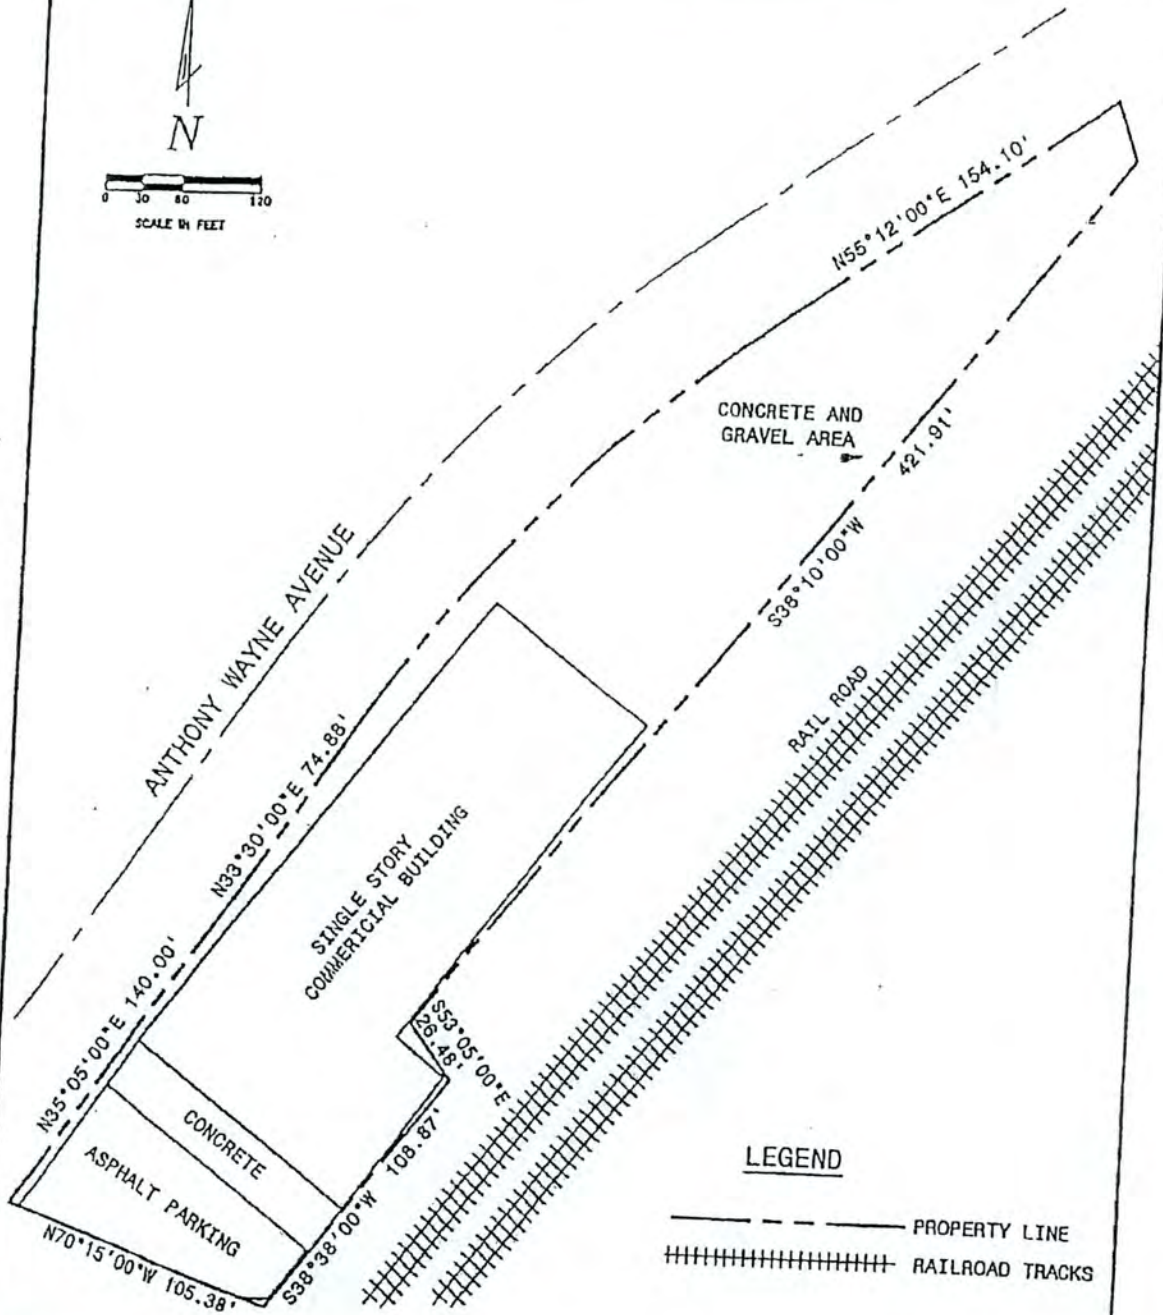 N
0 30 60 120
SCALE IN FEET
N55°12'00"E 154.10'
CONCRETE AND
GRAVEL AREA
421.91'
S38°10'00"W
ANTHONY WAYNE AVENUE
RAIL ROAD
N33°30'00"E 74.88'
SINGLE STORY
COMMERICIAL BUILDING
N35°05'00"E 140.00'
S53°05'00"E
26.48'
CONCRETE
108.87'
ASPHALT PARKING
S38°38'00"W
N70°15'00"W 105.38'
LEGEND
PROPERTY LINE
RAILROAD TRACKS